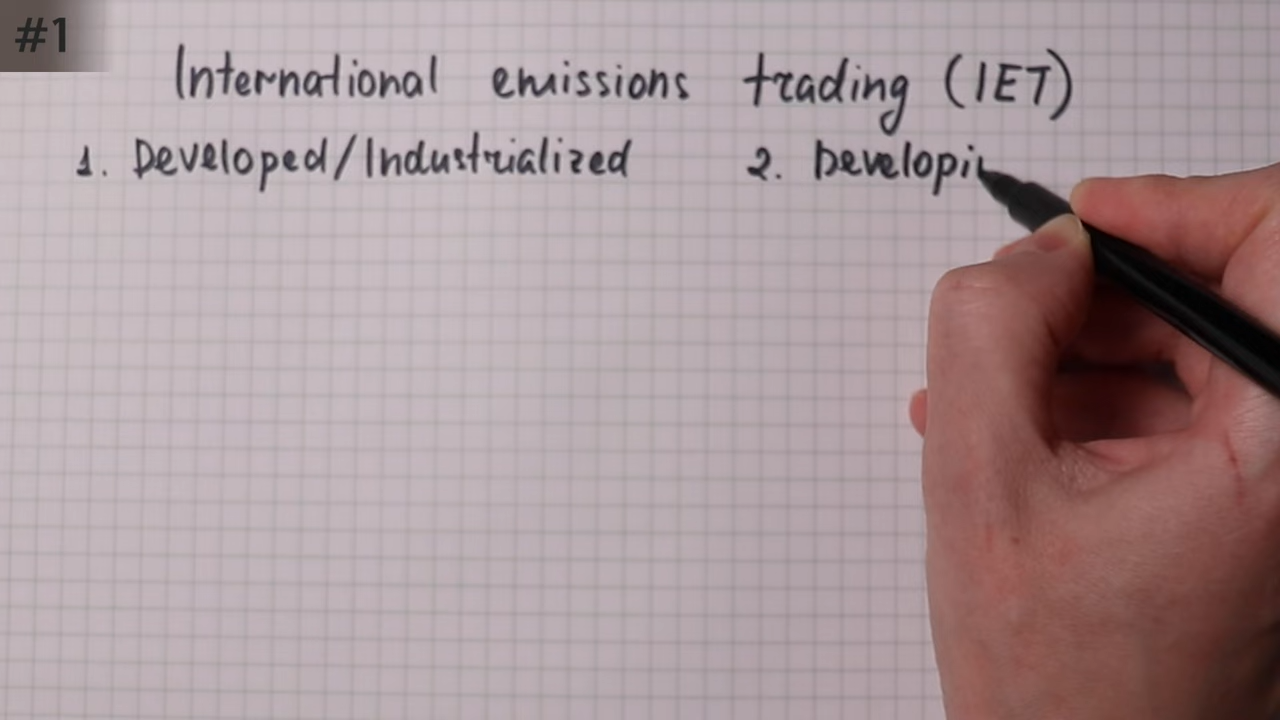 #1
International emissions trading (IET)
1. Developed/Industrialized 2. Developi